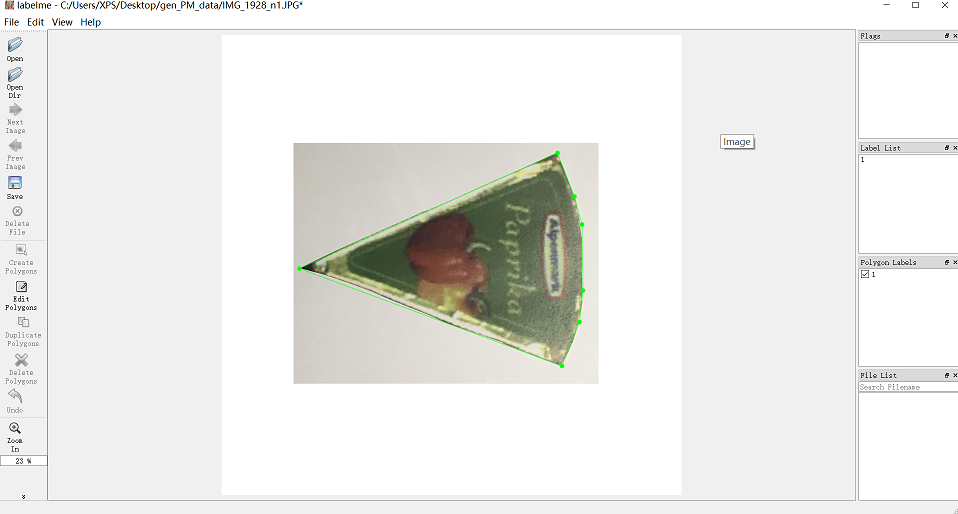 labelme - C:/Users/XPS/Desktop/gen_PM_data/IMG_1928_n1.JPG*
File Edit View Help
Open
Open
Dir
Next
Image
Prev
Image
Save
Delete
File
Create
Polygons
Edit
Polygons
Duplicate
Polygons
Delete
Polygons
Undo
Zoom
In
23 %
Image
Paprika
Flags
Label List
1
Polygon Labels
1
File List
Search Filename